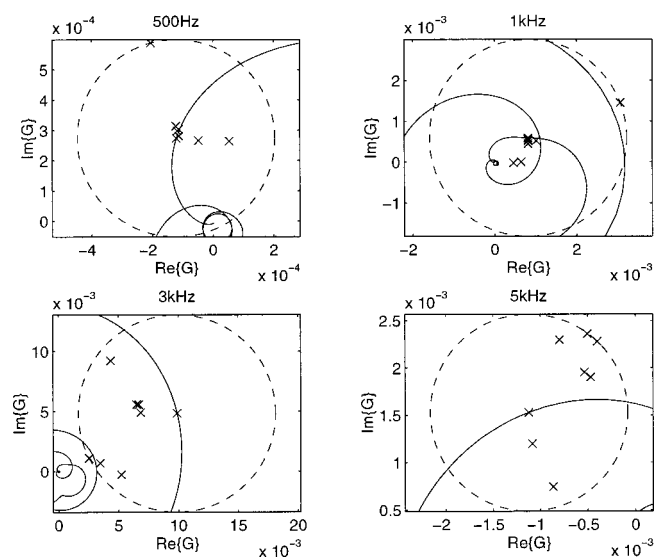 x 10⁻⁴ 500Hz
6
5
4
3
2
1
0
Im{G}
−4 −2 0 2
Re{G} x 10⁻⁴
x 10⁻³ 1kHz
3
2
1
0
−1
Im{G}
−2 0 2
Re{G} x 10⁻³
x 10⁻³ 3kHz
10
5
0
Im{G}
0 5 10 15 20
Re{G} x 10⁻³
x 10⁻³ 5kHz
2.5
2
1.5
1
0.5
Im{G}
−2 −1.5 −1 −0.5 0
Re{G} x 10⁻³